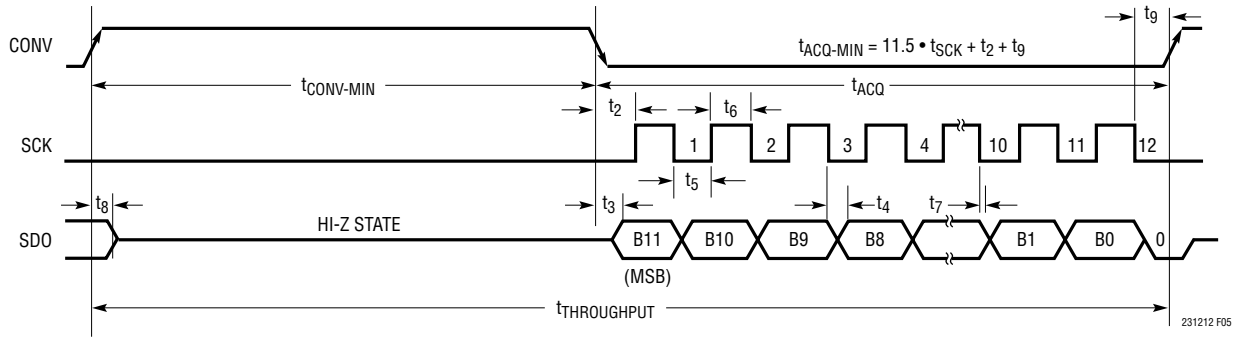 t9
CONV
tACQ-MIN = 11.5 • tSCK + t2 + t9
tCONV-MIN
tACQ
t2
t6
SCK
1
2
3
4
10
11
12
t8
t3
t5
t4
t7
SDO
HI-Z STATE
B11
B10
B9
B8
B1
B0
0
(MSB)
tTHROUGHPUT
231212 F05